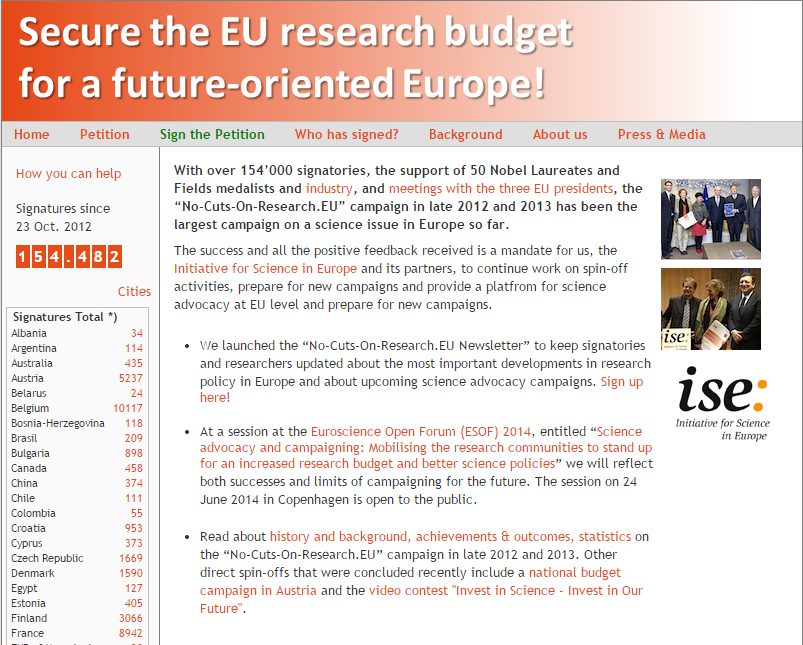 Secure the EU research budget
for a future-oriented Europe!
Home Petition Sign the Petition Who has signed? Background About us Press & Media
How you can help
Signatures since
23 Oct. 2012
154.482
Cities
Signatures Total *)
Albania 34
Argentina 114
Australia 435
Austria 5237
Belarus 24
Belgium 10117
Bosnia-Herzegovina 118
Brasil 209
Bulgaria 898
Canada 458
China 374
Chile 111
Colombia 55
Croatia 953
Cyprus 373
Czech Republic 1669
Denmark 1590
Egypt 127
Estonia 405
Finland 3066
France 8942
With over 154’000 signatories, the support of 50 Nobel Laureates and
Fields medalists and industry, and meetings with the three EU presidents, the
“No-Cuts-On-Research.EU” campaign in late 2012 and 2013 has been the
largest campaign on a science issue in Europe so far.
The success and all the positive feedback received is a mandate for us, the
Initiative for Science in Europe and its partners, to continue work on spin-off
activities, prepare for new campaigns and provide a platfrom for science
advocacy at EU level and prepare for new campaigns.
• We launched the “No-Cuts-On-Research.EU Newsletter” to keep signatories
and researchers updated about the most important developments in research
policy in Europe and about upcoming science advocacy campaigns. Sign up
here!
• At a session at the Euroscience Open Forum (ESOF) 2014, entitled “Science
advocacy and campaigning: Mobilising the research communities to stand up
for an increased research budget and better science policies” we will reflect
both successes and limits of campaigning for the future. The session on 24
June 2014 in Copenhagen is open to the public.
• Read about history and background, achievements & outcomes, statistics on
the “No-Cuts-On-Research.EU” campaign in late 2012 and 2013. Other
direct spin-offs that were concluded recently include a national budget
campaign in Austria and the video contest "Invest in Science - Invest in Our
Future".
ise:
ise:
Initiative for Science
in Europe